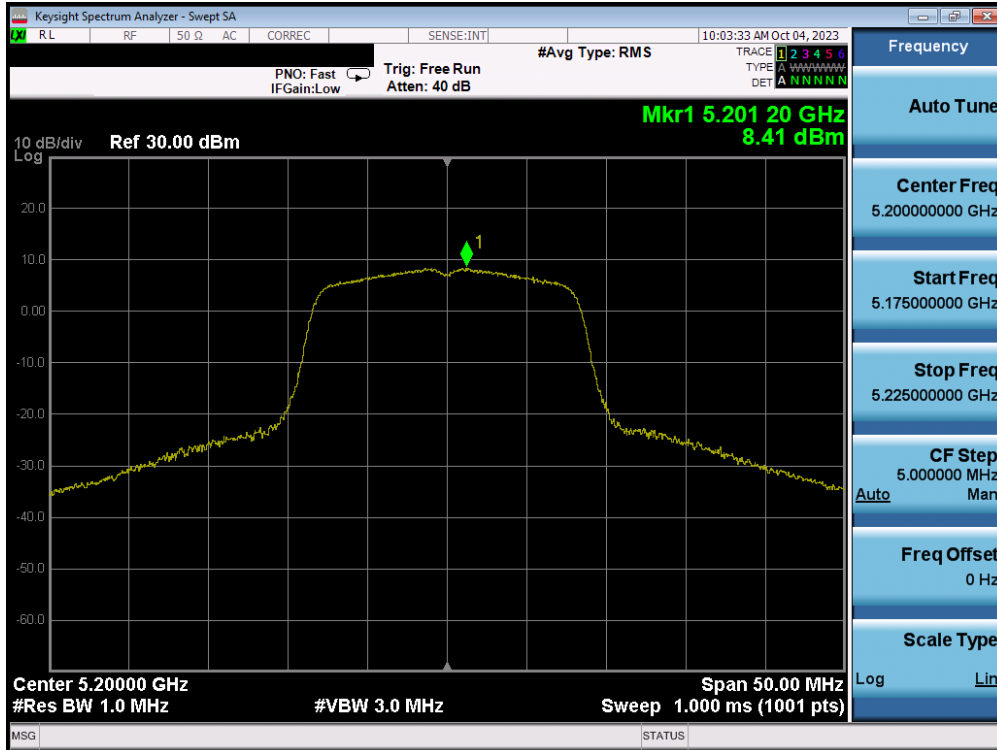 Keysight Spectrum Analyzer - Swept SA
LXI RL RF 50 Ω AC CORREC SENSE:INT 10:03:33 AM Oct 04, 2023
#Avg Type: RMS TRACE 1 2 3 4 5 6
PNO: Fast Trig: Free Run TYPE A WWWWW
IFGain:Low Atten: 40 dB DET A N N N N N
Mkr1 5.201 20 GHz
8.41 dBm
10 dB/div Ref 30.00 dBm
Log
20.0
1
10.0
0.00
-10.0
-20.0
-30.0
-40.0
-50.0
-60.0
Center 5.20000 GHz Span 50.00 MHz
#Res BW 1.0 MHz #VBW 3.0 MHz Sweep 1.000 ms (1001 pts)
MSG STATUS
Frequency
Auto Tune
Center Freq
5.200000000 GHz
Start Freq
5.175000000 GHz
Stop Freq
5.225000000 GHz
CF Step
5.000000 MHz
Auto Man
Freq Offset
0 Hz
Scale Type
Log Lin